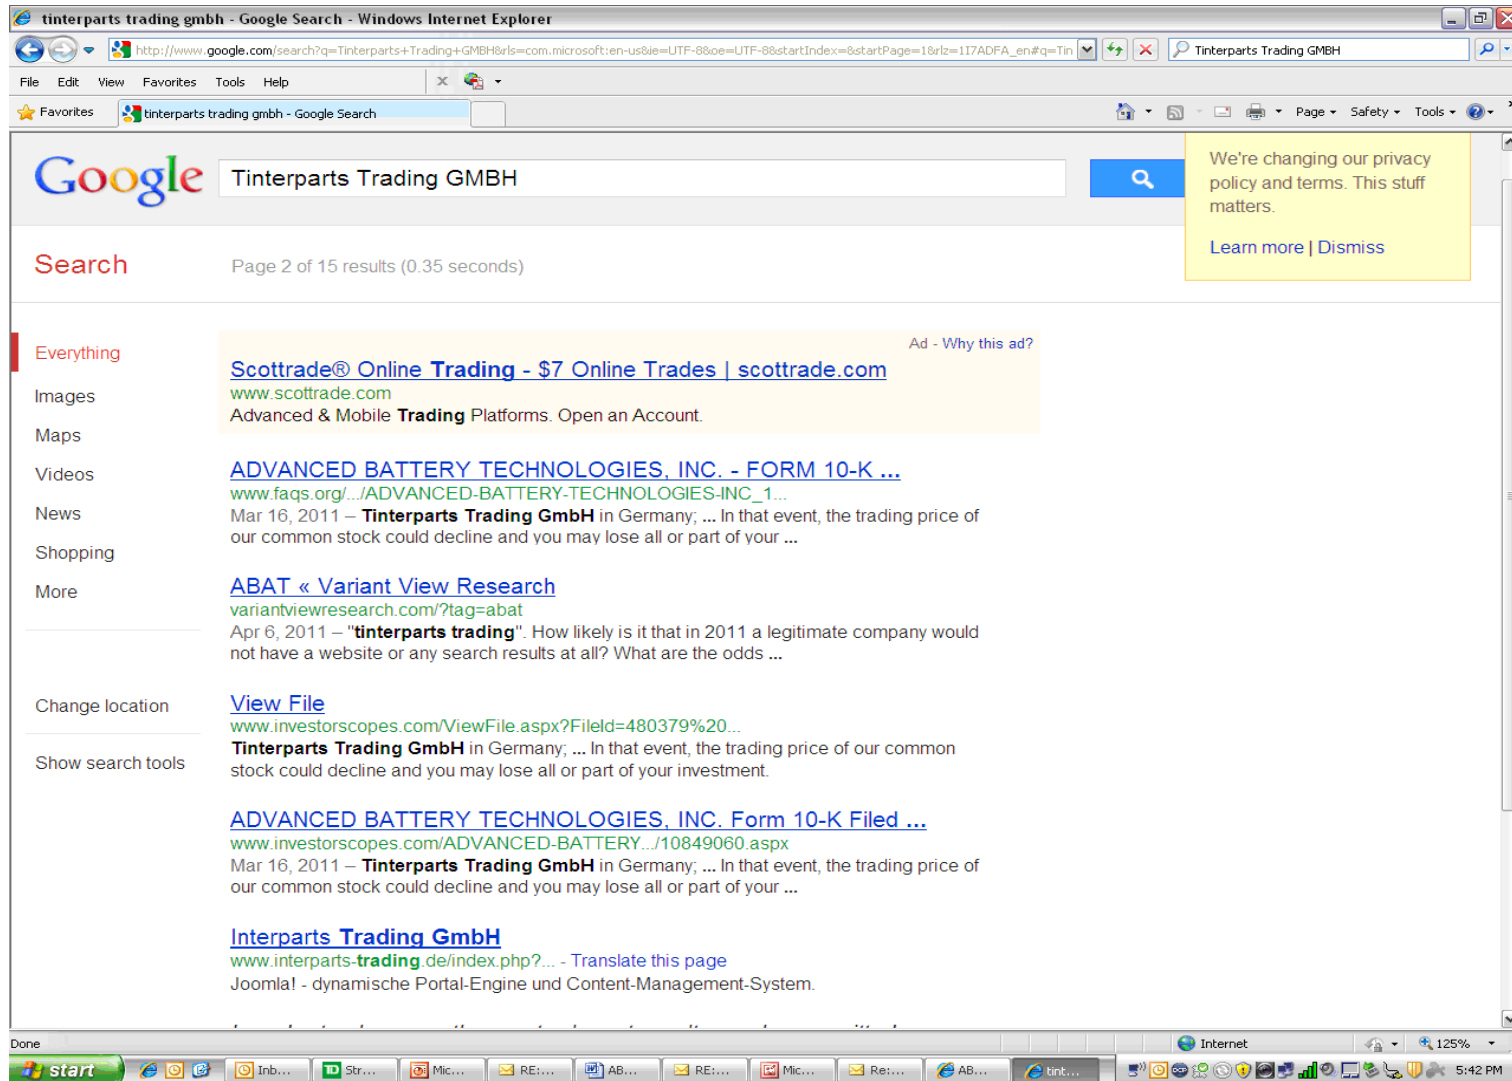 tinterparts trading gmbh - Google Search - Windows Internet Explorer
http://www.google.com/search?q=Tinterparts+Trading+GMBH&rls=com.microsoft:en-us&ie=UTF-8&oe=UTF-8&startIndex=&startPage=1&rlz=1I7ADFA_en#q=Tin
Tinterparts Trading GMBH
File Edit View Favorites Tools Help
Favorites
tinterparts trading gmbh - Google Search
Page Safety Tools
Google
Tinterparts Trading GMBH
We're changing our privacy
policy and terms. This stuff
matters.
Learn more | Dismiss
Search
Page 2 of 15 results (0.35 seconds)
Everything
Images
Maps
Videos
News
Shopping
More
Change location
Show search tools
Ad - Why this ad?
Scottrade® Online Trading - $7 Online Trades | scottrade.com
www.scottrade.com
Advanced & Mobile Trading Platforms. Open an Account.
ADVANCED BATTERY TECHNOLOGIES, INC. - FORM 10-K ...
www.faqs.org/.../ADVANCED-BATTERY-TECHNOLOGIES-INC_1...
Mar 16, 2011 – Tinterparts Trading GmbH in Germany; ... In that event, the trading price of
our common stock could decline and you may lose all or part of your ...
ABAT « Variant View Research
variantviewresearch.com/?tag=abat
Apr 6, 2011 – "tinterparts trading". How likely is it that in 2011 a legitimate company would
not have a website or any search results at all? What are the odds ...
View File
www.investorscopes.com/ViewFile.aspx?FileId=480379%20...
Tinterparts Trading GmbH in Germany; ... In that event, the trading price of our common
stock could decline and you may lose all or part of your investment.
ADVANCED BATTERY TECHNOLOGIES, INC. Form 10-K Filed ...
www.investorscopes.com/ADVANCED-BATTERY.../10849060.aspx
Mar 16, 2011 – Tinterparts Trading GmbH in Germany; ... In that event, the trading price of
our common stock could decline and you may lose all or part of your ...
Interparts Trading GmbH
www.interparts-trading.de/index.php?... - Translate this page
Joomla! - dynamische Portal-Engine und Content-Management-System.
Done
Internet
125%
start
Inb...
Str...
Mic...
RE:...
AB...
RE:...
Mic...
Re:...
AB...
tint...
5:42 PM